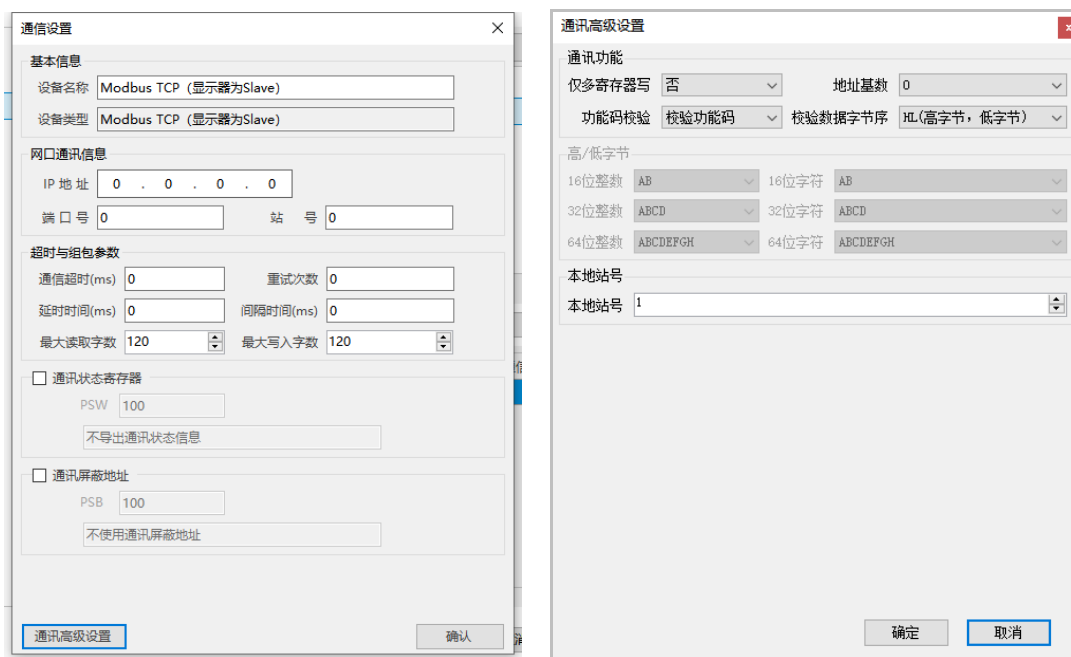 通信设置
基本信息
设备名称 Modbus TCP（显示器为Slave）
设备类型 Modbus TCP（显示器为Slave）
网口通讯信息
IP 地址 0 . 0 . 0 . 0
端口号 0 站 号 0
超时与组包参数
通信超时(ms) 0 重试次数 0
延时时间(ms) 0 间隔时间(ms) 0
最大读取字数 120 最大写入字数 120
通讯状态寄存器
PSW 100
不导出通讯状态信息
通讯屏蔽地址
PSB 100
不使用通讯屏蔽地址
通讯高级设置 确认
通讯高级设置
通讯功能
仅多寄存器写 否 地址基数 0
功能码校验 校验功能码 校验数据字节序 HL(高字节，低字节)
高/低字节
16位整数 AB 16位字符 AB
32位整数 ABCD 32位字符 ABCD
64位整数 ABCDEFGH 64位字符 ABCDEFGH
本地站号
本地站号 1
确定 取消